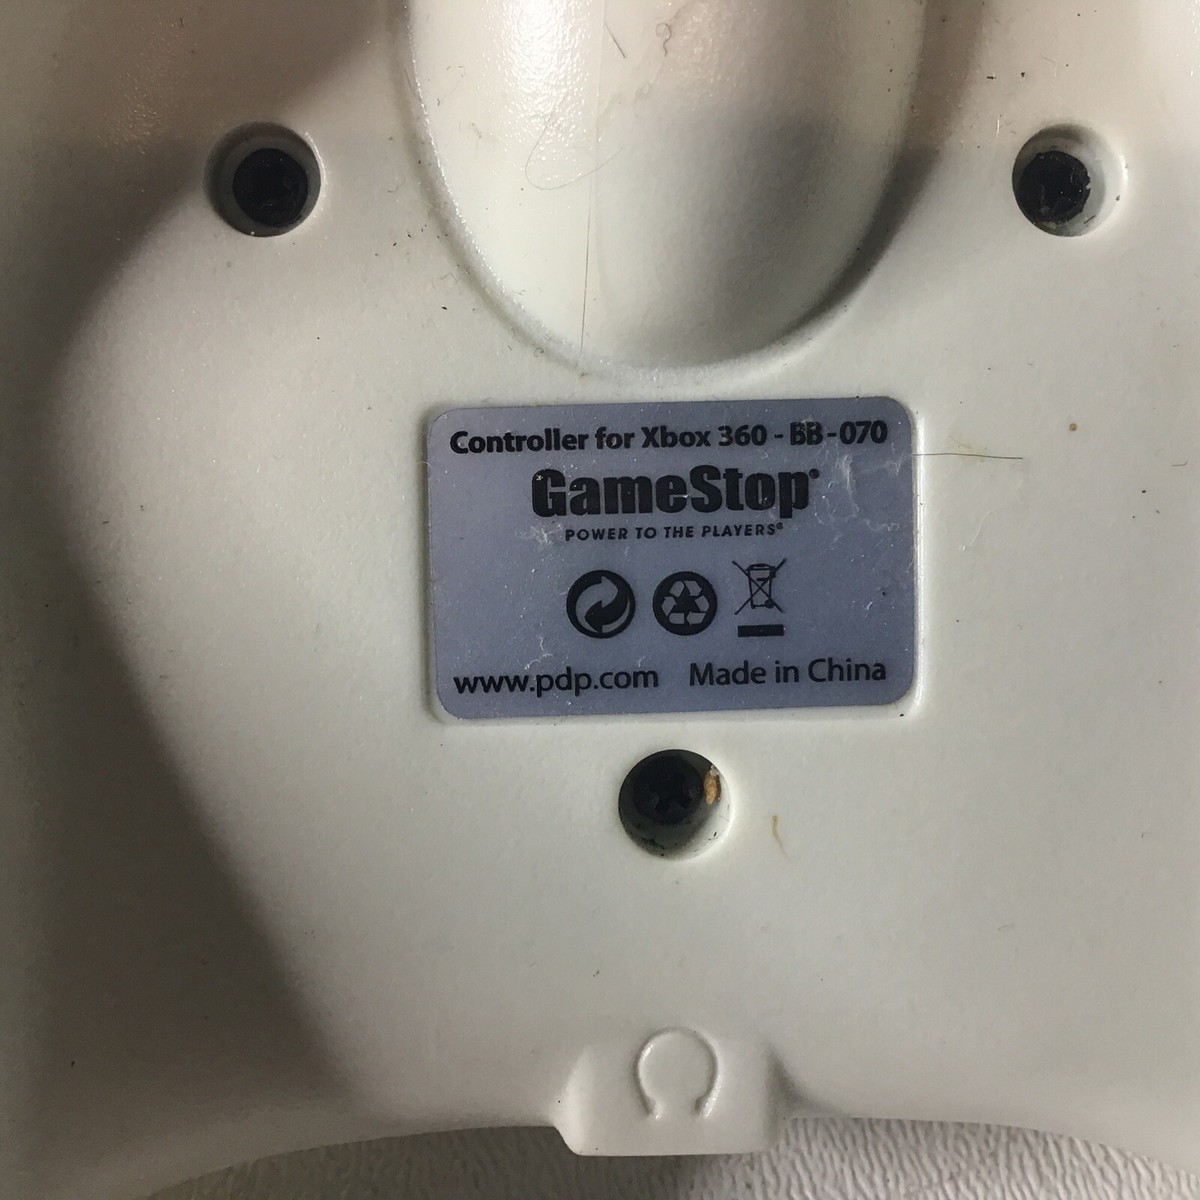 Controller for Xbox 360 - BB-070
GameStop®
POWER TO THE PLAYERS®
www.pdp.com Made in China